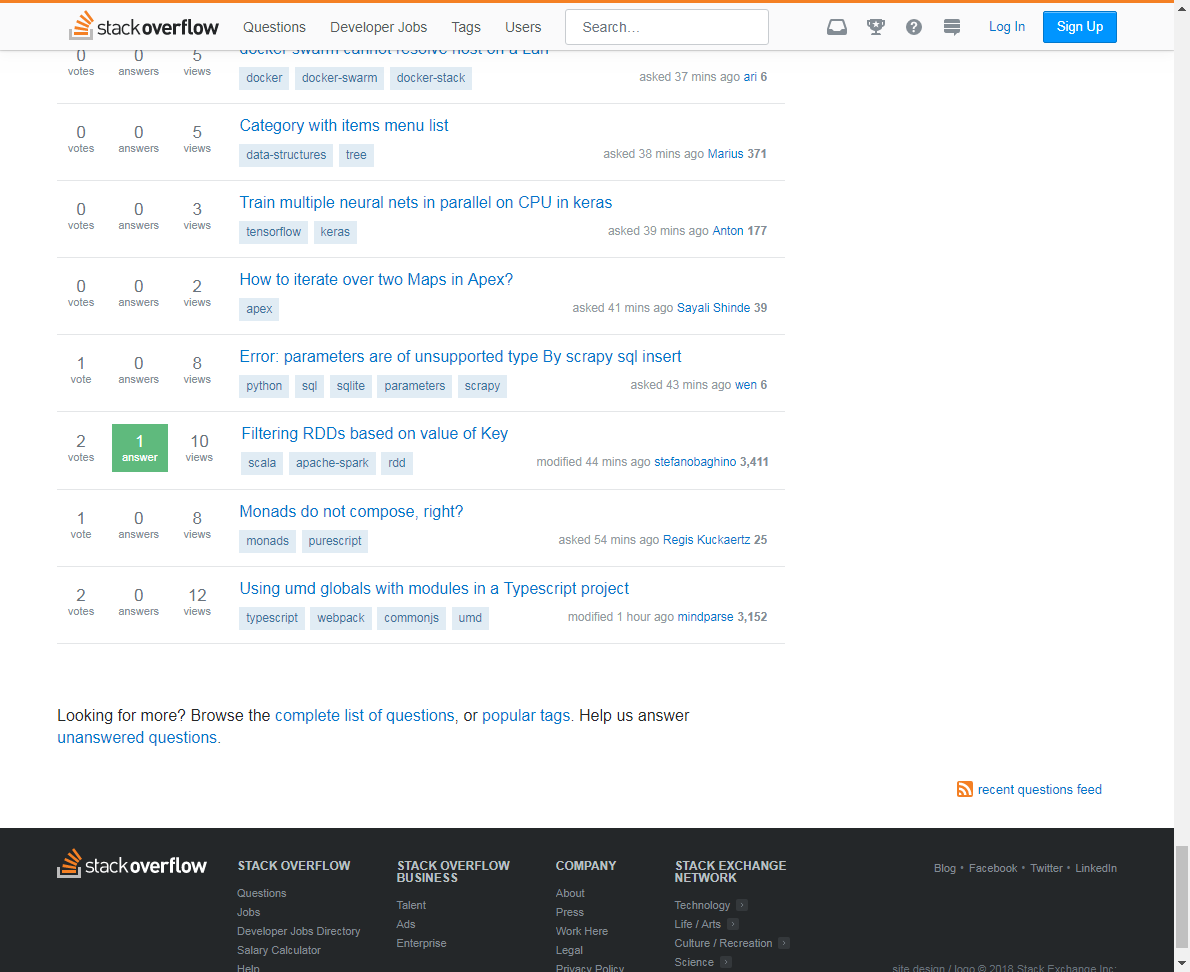 stack overflow Questions Developer Jobs Tags Users Search... Log In Sign Up
docker swarm cannot resolve host on a Lan
0 votes 0 answers 5 views
docker docker-swarm docker-stack asked 37 mins ago ari 6
Category with items menu list
0 votes 0 answers 5 views
data-structures tree asked 38 mins ago Marius 371
Train multiple neural nets in parallel on CPU in keras
0 votes 0 answers 3 views
tensorflow keras asked 39 mins ago Anton 177
How to iterate over two Maps in Apex?
0 votes 0 answers 2 views
apex asked 41 mins ago Sayali Shinde 39
Error: parameters are of unsupported type By scrapy sql insert
1 vote 0 answers 8 views
python sql sqlite parameters scrapy asked 43 mins ago wen 6
Filtering RDDs based on value of Key
2 votes 1 answer 10 views
scala apache-spark rdd modified 44 mins ago stefanobaghino 3,411
Monads do not compose, right?
1 vote 0 answers 8 views
monads purescript asked 54 mins ago Regis Kuckaertz 25
Using umd globals with modules in a Typescript project
2 votes 0 answers 12 views
typescript webpack commonjs umd modified 1 hour ago mindparse 3,152
Looking for more? Browse the complete list of questions, or popular tags. Help us answer
unanswered questions.
recent questions feed
stack overflow
STACK OVERFLOW
Questions
Jobs
Developer Jobs Directory
Salary Calculator
Help
STACK OVERFLOW
BUSINESS
Talent
Ads
Enterprise
COMPANY
About
Press
Work Here
Legal
Privacy Policy
STACK EXCHANGE
NETWORK
Technology
Life / Arts
Culture / Recreation
Science
Blog • Facebook • Twitter • LinkedIn
site design / logo © 2018 Stack Exchange Inc;